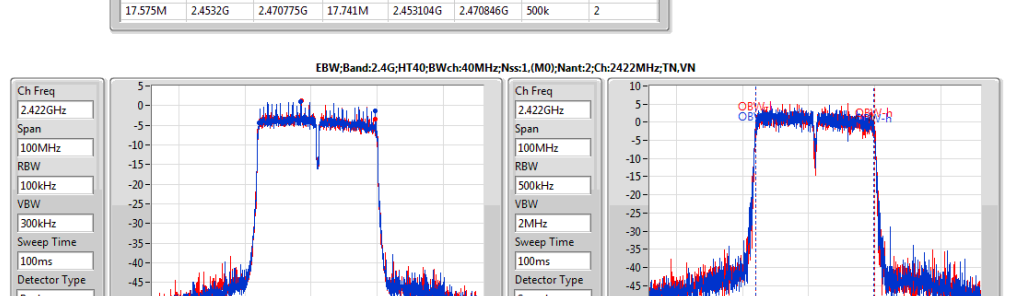 17.575M 2.4532G 2.470775G 17.741M 2.453104G 2.470846G 500k 2
EBW;Band:2.4G;HT40;BWch:40MHz;Nss:1,(M0);Nant:2;Ch:2422MHz;TN,VN
Ch Freq
2.422GHz
Span
100MHz
RBW
100kHz
VBW
300kHz
Sweep Time
100ms
Detector Type
5
0
-5
-10
-15
-20
-25
-30
-35
-40
-45
Ch Freq
2.422GHz
Span
100MHz
RBW
500kHz
VBW
2MHz
Sweep Time
100ms
Detector Type
10
5
0
-5
-10
-15
-20
-25
-30
-35
-40
-45